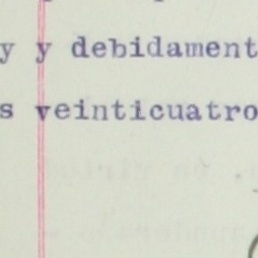 y y debidament
s veinticuatro